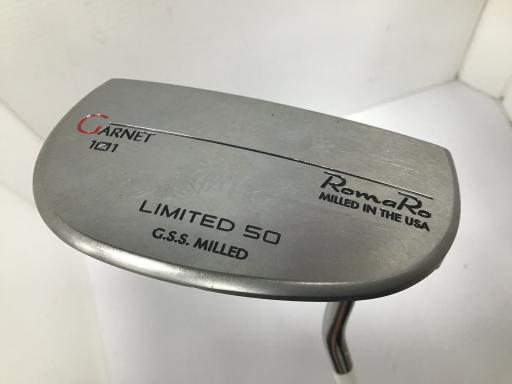 GARNET
101
RomaRo
MILLED IN THE USA
LIMITED 50
G.S.S. MILLED